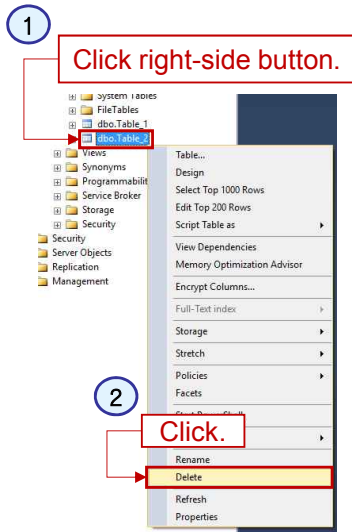 1
Click right-side button.
System Tables
FileTables
dbo.Table_1
dbo.Table_2
Views
Synonyms
Programmabilit
Service Broker
Storage
Security
Security
Server Objects
Replication
Management
Table...
Design
Select Top 1000 Rows
Edit Top 200 Rows
Script Table as
View Dependencies
Memory Optimization Advisor
Encrypt Columns...
Full-Text index
Storage
Stretch
Policies
Facets
2
Click.
Rename
Delete
Refresh
Properties